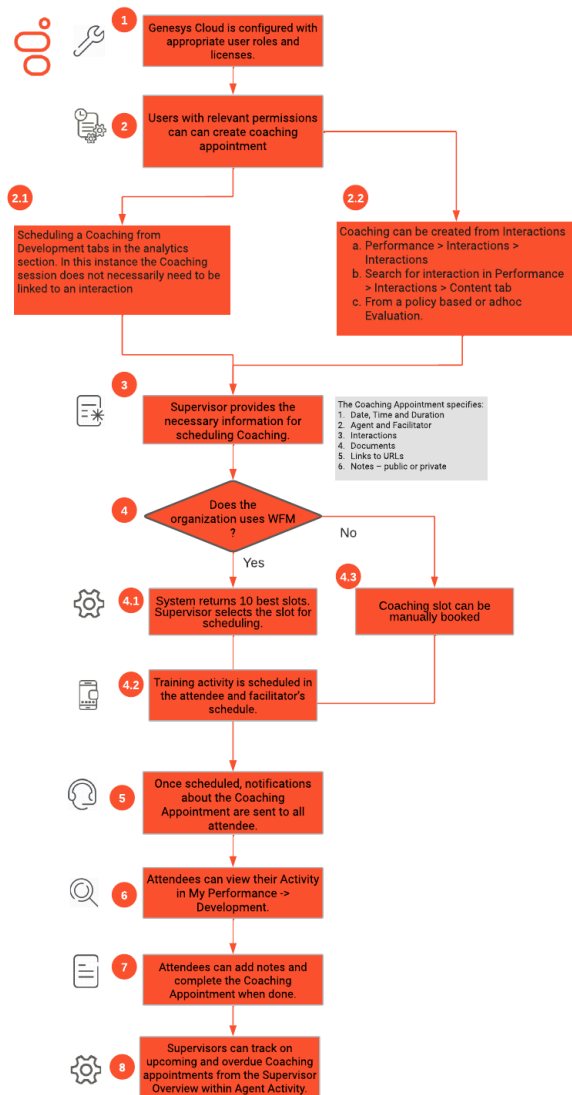 1
Genesys Cloud is configured with
appropriate user roles and
licenses.
2
Users with relevant permissions
can can create coaching
appointment
2.1
Scheduling a Coaching from
Development tabs in the analytics
section. In this instance the Coaching
session does not necessarily need to be
linked to an interaction
2.2
Coaching can be created from Interactions
a. Performance > Interactions >
Interactions
b. Search for interaction in Performance
> Interactions > Content tab
c. From a policy based or adhoc
Evaluation.
3
Supervisor provides the
necessary information for
scheduling Coaching.
The Coaching Appointment specifies:
1. Date, Time and Duration
2. Agent and Facilitator
3. Interactions
4. Documents
5. Links to URLs
6. Notes – public or private
4
Does the
organization uses WFM
?
No
Yes
4.1
System returns 10 best slots.
Supervisor selects the slot for
scheduling.
4.3
Coaching slot can be
manually booked
4.2
Training activity is scheduled in
the attendee and facilitator's
schedule.
5
Once scheduled, notifications
about the Coaching
Appointment are sent to all
attendee.
6
Attendees can view their Activity
in My Performance ->
Development.
7
Attendees can add notes and
complete the Coaching
Appointment when done.
8
Supervisors can track on
upcoming and overdue Coaching
appointments from the Supervisor
Overview within Agent Activity.